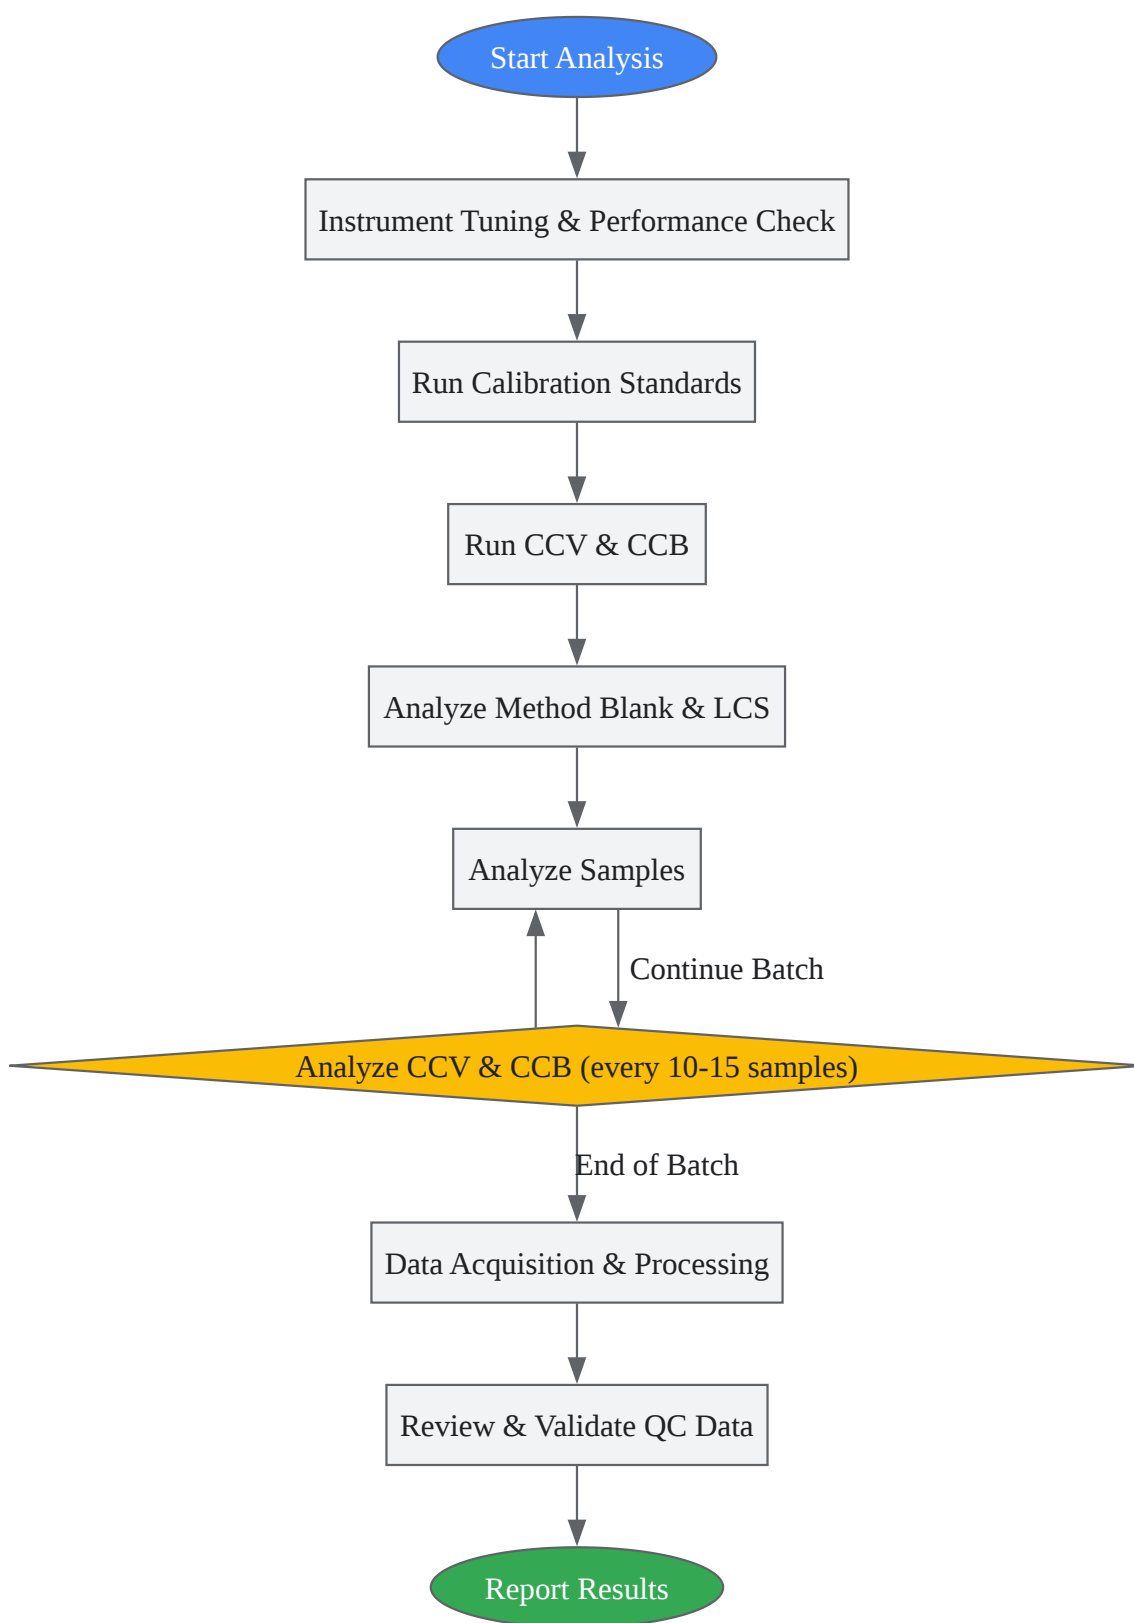 Start Analysis
Instrument Tuning & Performance Check
Run Calibration Standards
Run CCV & CCB
Analyze Method Blank & LCS
Analyze Samples
Continue Batch
Analyze CCV & CCB (every 10-15 samples)
End of Batch
Data Acquisition & Processing
Review & Validate QC Data
Report Results